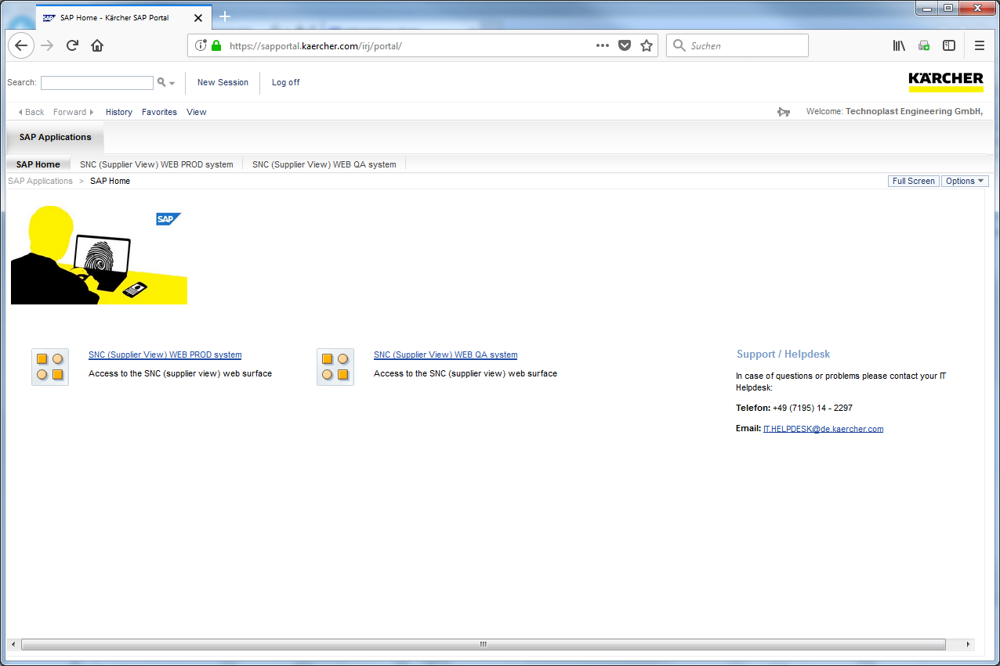 SAP SAP Home - Kärcher SAP Portal
https://sapportal.kaercher.com/irj/portal/
Suchen
Search:
New Session
Log off
KÄRCHER
Back Forward History Favorites View
Welcome: Technoplast Engineering GmbH,
SAP Applications
SAP Home SNC (Supplier View) WEB PROD system SNC (Supplier View) WEB QA system
SAP Applications > SAP Home
Full Screen Options
SAP
SNC (Supplier View) WEB PROD system
Access to the SNC (supplier view) web surface
SNC (Supplier View) WEB QA system
Access to the SNC (supplier view) web surface
Support / Helpdesk
In case of questions or problems please contact your IT
Helpdesk:
Telefon: +49 (7195) 14 - 2297
Email: IT.HELPDESK@de.kaercher.com